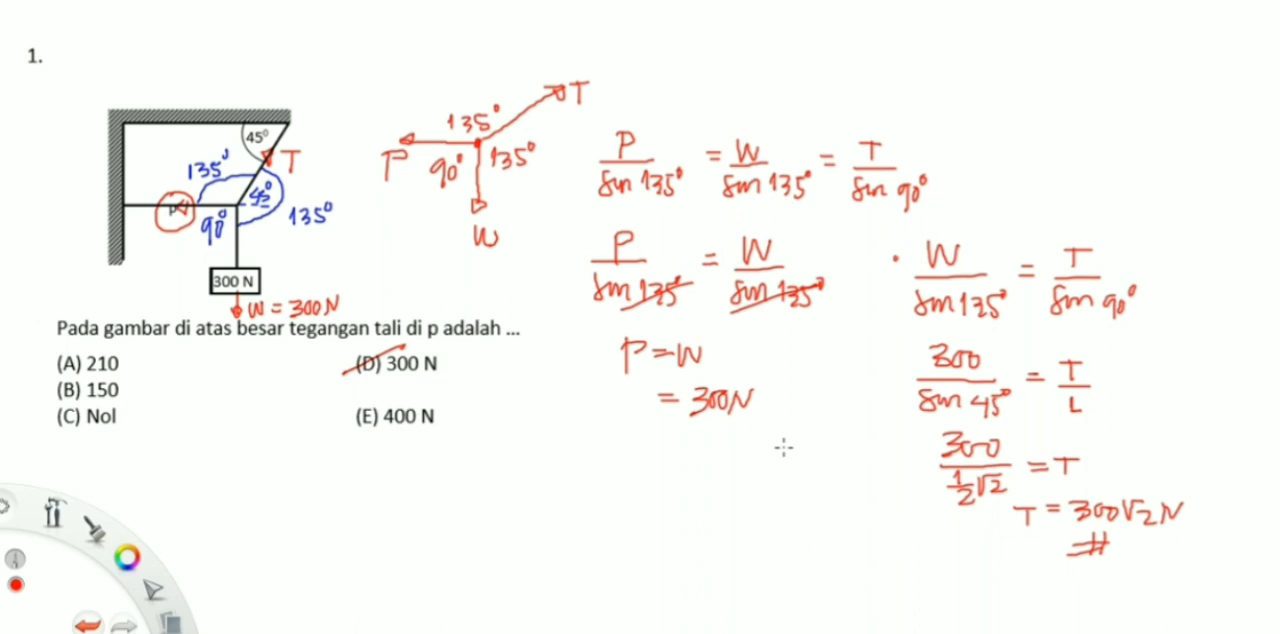 1.
45°
T
135°
45°
P
90°
135°
300 N
W = 300 N
Pada gambar di atas besar tegangan tali di p adalah ...
(A) 210
(B) 150
(C) Nol
(D) 300 N
(E) 400 N
T
135°
P
90°
135°
W
P / sin 135° = W / sin 135° = T / sin 90°
P / sin 135° = W / sin 135°
P = W
= 300 N
• W / sin 135° = T / sin 90°
300 / sin 45° = T / 1
300 / ½√2 = T
T = 300√2 N